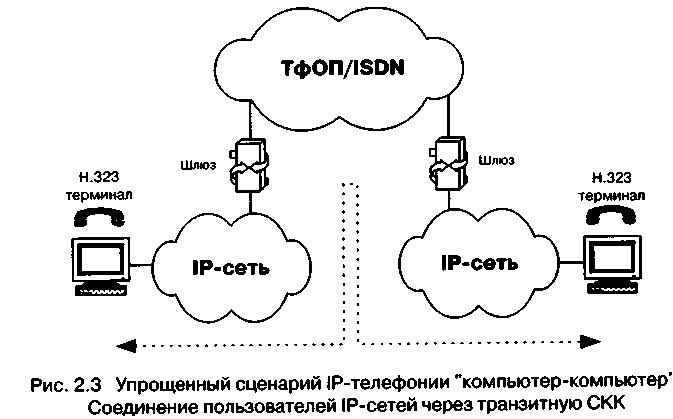 ТфОП/ISDN
Шлюз
Шлюз
H.323
терминал
H.323
терминал
IP-сеть
IP-сеть
Рис. 2.3 Упрощенный сценарий IP-телефонии "компьютер-компьютер'
Соединение пользователей IP-сетей через транзитную СКК